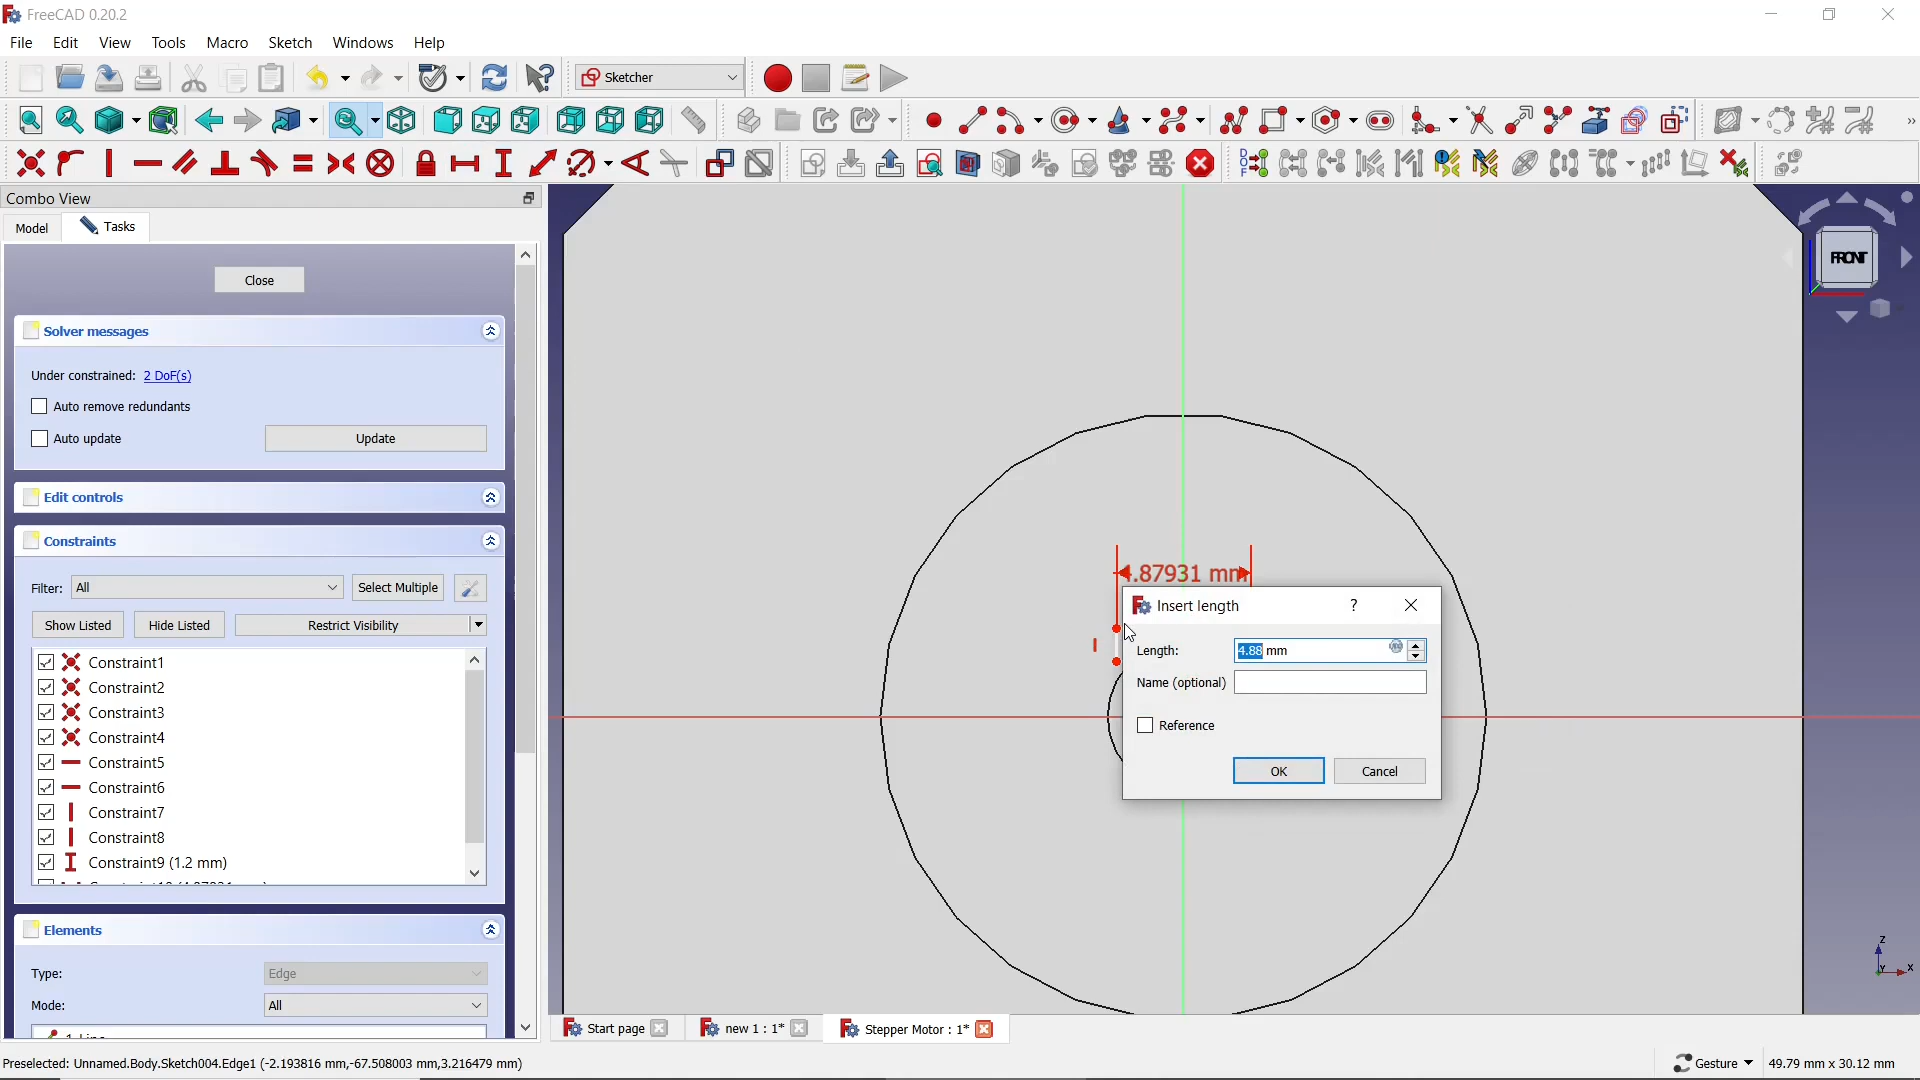 FreeCAD 0.20.2
File Edit View Tools Macro Sketch Windows Help
Sketcher
Combo View
Model Tasks
FRONT
Close
Solver messages
Under constrained: 2 DoF(s)
Auto remove redundants
Auto update Update
Edit controls
Constraints
Filter: All Select Multiple
Show Listed Hide Listed Restrict Visibility
Constraint1
Constraint2
Constraint3
Constraint4
Constraint5
Constraint6
Constraint7
Constraint8
Constraint9 (1.2 mm)
4.87931 mm
Insert length ?
Length: 4.88 mm
Name (optional)
Reference
OK Cancel
Elements
Type: Edge
Mode: All
Z
Y X
Start page new 1 : 1* Stepper Motor : 1*
Preselected: Unnamed.Body.Sketch004.Edge1 (-2.193816 mm,-67.508003 mm,3.216479 mm) Gesture 49.79 mm x 30.12 mm